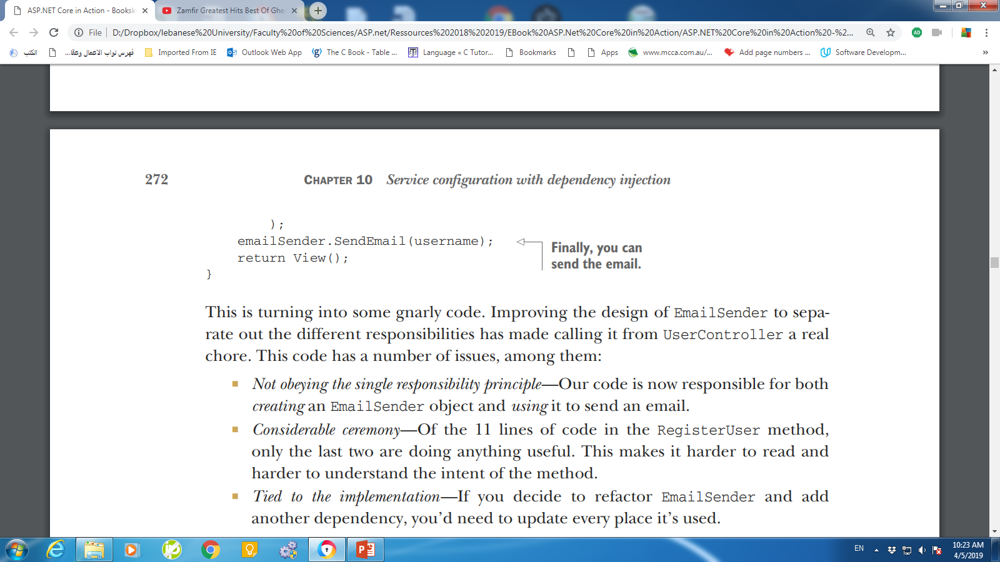 ASP.NET Core in Action - Booksk
Zamfir Greatest Hits Best Of Ghe
File | D:/Dropbox/lebanese%20University/Faculty%20of%20Sciences/ASP.net/Ressources%202018%202019/EBook%20ASP.Net%20Core%20in%20Action/ASP.NET%20Core%20in%20Action%20-%2...
AD
الكتب
فهرس ثواب الاعمال وعقا...
Imported From IE
Outlook Web App
The C Book - Table ...
Language « C Tutor...
Bookmarks
Apps
www.mcca.com.au/...
Add page numbers ...
Software Developm...
»
272 CHAPTER 10 Service configuration with dependency injection
);
emailSender.SendEmail(username);
return View();
}
Finally, you can
send the email.
This is turning into some gnarly code. Improving the design of EmailSender to sepa-
rate out the different responsibilities has made calling it from UserController a real
chore. This code has a number of issues, among them:
■ Not obeying the single responsibility principle—Our code is now responsible for both
creating an EmailSender object and using it to send an email.
■ Considerable ceremony—Of the 11 lines of code in the RegisterUser method,
only the last two are doing anything useful. This makes it harder to read and
harder to understand the intent of the method.
■ Tied to the implementation—If you decide to refactor EmailSender and add
another dependency, you’d need to update every place it’s used.
EN
10:23 AM
4/5/2019